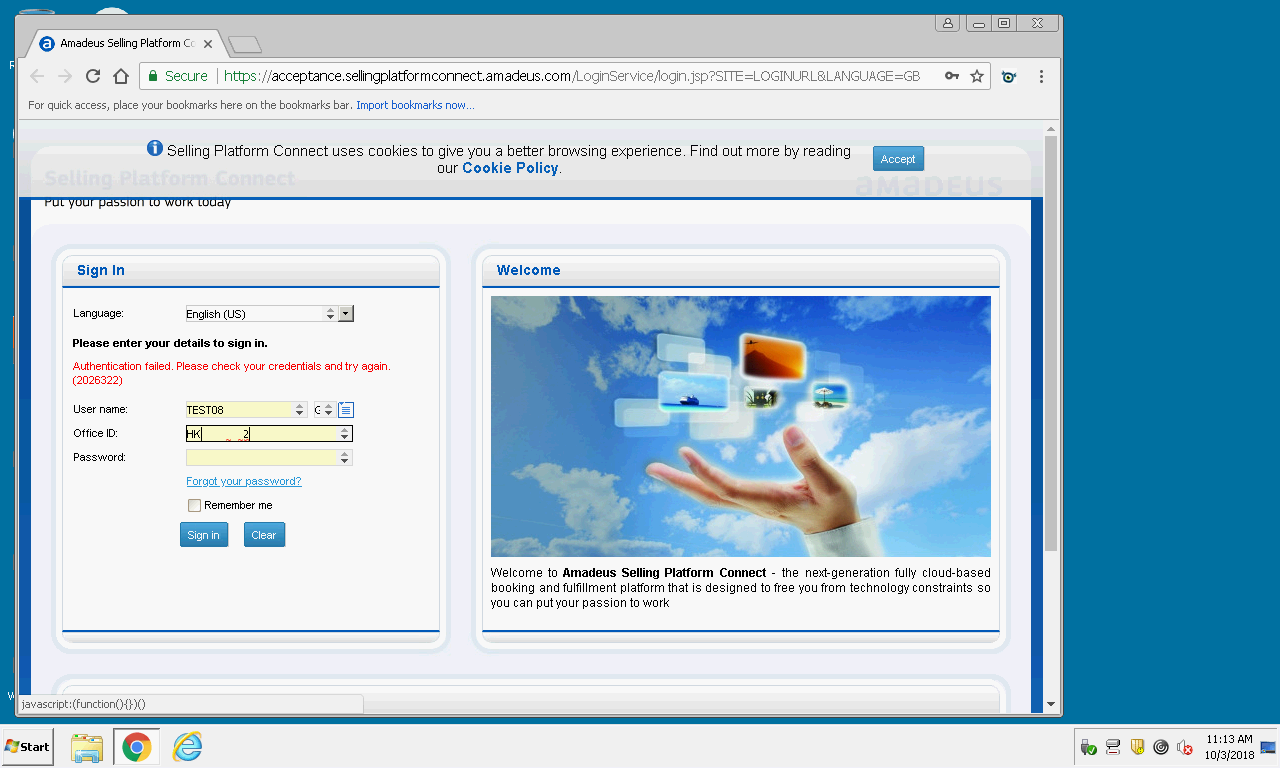 Amadeus Selling Platform Co
Secure
https://acceptance.sellingplatformconnect.amadeus.com/LoginService/login.jsp?SITE=LOGINURL&LANGUAGE=GB
For quick access, place your bookmarks here on the bookmarks bar. Import bookmarks now...
Selling Platform Connect uses cookies to give you a better browsing experience. Find out more by reading
our Cookie Policy.
Accept
Selling Platform Connect
amadeus
Put your passion to work today
Sign In
Language:
English (US)
Please enter your details to sign in.
Authentication failed. Please check your credentials and try again.
(2026322)
User name:
TEST08
Office ID:
HK 2
Password:
Forgot your password?
Remember me
Sign in
Clear
Welcome
Welcome to Amadeus Selling Platform Connect - the next-generation fully cloud-based
booking and fulfillment platform that is designed to free you from technology constraints so
you can put your passion to work
javascript:(function(){})()
Start
11:13 AM
10/3/2018